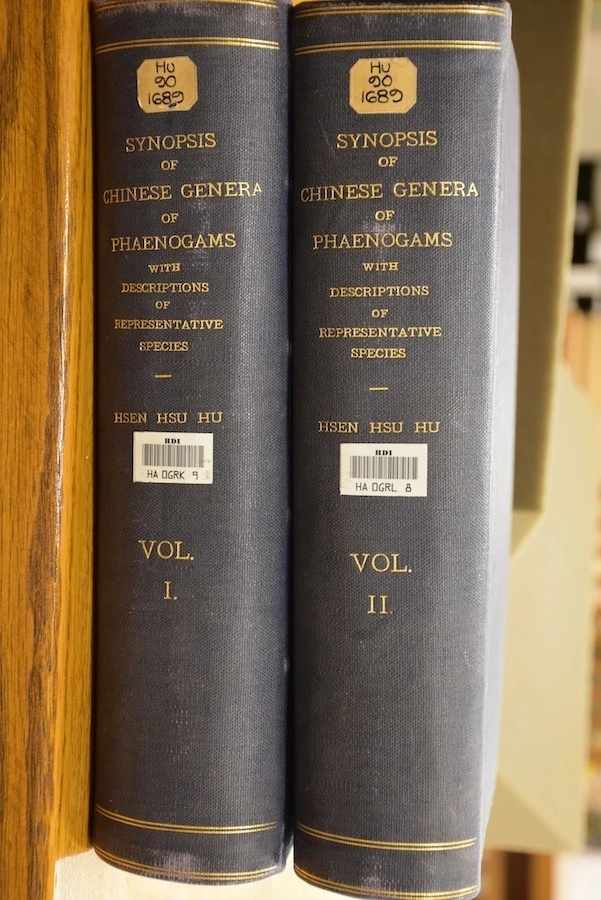 HU
90
1689
SYNOPSIS
OF
CHINESE GENERA
OF
PHAENOGAMS
WITH
DESCRIPTIONS
OF
REPRESENTATIVE
SPECIES
HSEN HSU HU
HDI
HA DGRK 9
VOL.
I.
HU
90
1689
SYNOPSIS
OF
CHINESE GENERA
OF
PHAENOGAMS
WITH
DESCRIPTIONS
OF
REPRESENTATIVE
SPECIES
HSEN HSU HU
HDI
HA DGRL 8
VOL.
II